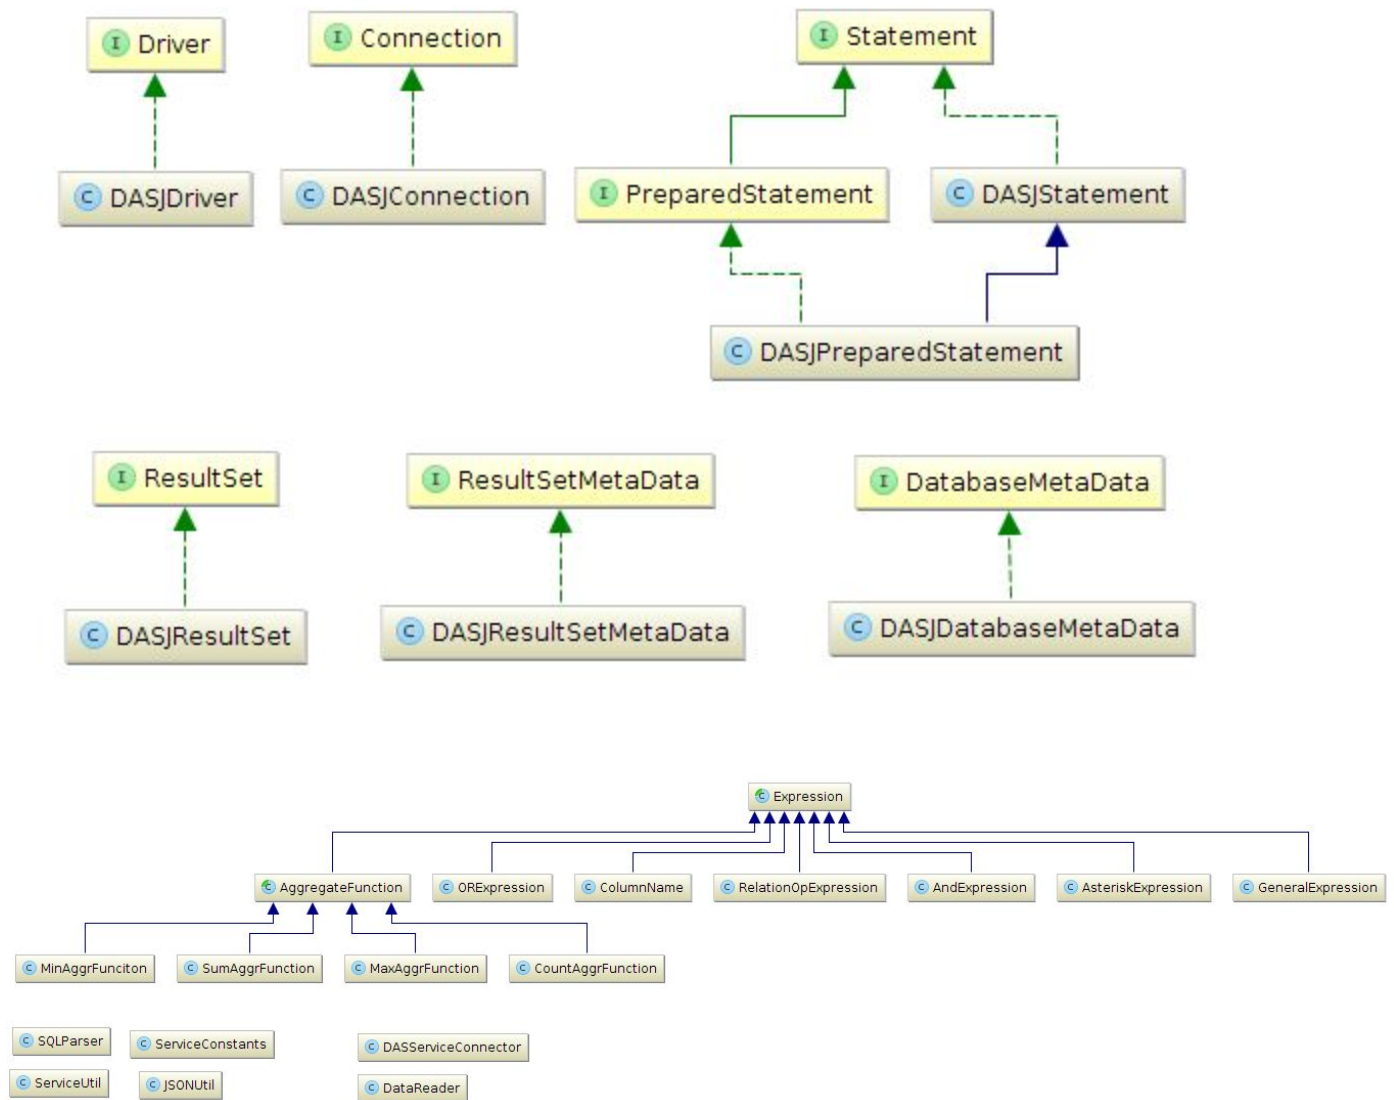 I Driver
I Connection
I Statement
C DASJDriver
C DASJConnection
I PreparedStatement
C DASJStatement
C DASJPreparedStatement
I ResultSet
I ResultSetMetaData
I DatabaseMetaData
C DASJResultSet
C DASJResultSetMetaData
C DASJDatabaseMetaData
C Expression
C AggregateFunction
C ORExpression
C ColumnName
C RelationOpExpression
C AndExpression
C AsteriskExpression
C GeneralExpression
C MinAggrFunciton
C SumAggrFunction
C MaxAggrFunction
C CountAggrFunction
C SQLParser
C ServiceConstants
C DASServiceConnector
C ServiceUtil
C JSONUtil
C DataReader